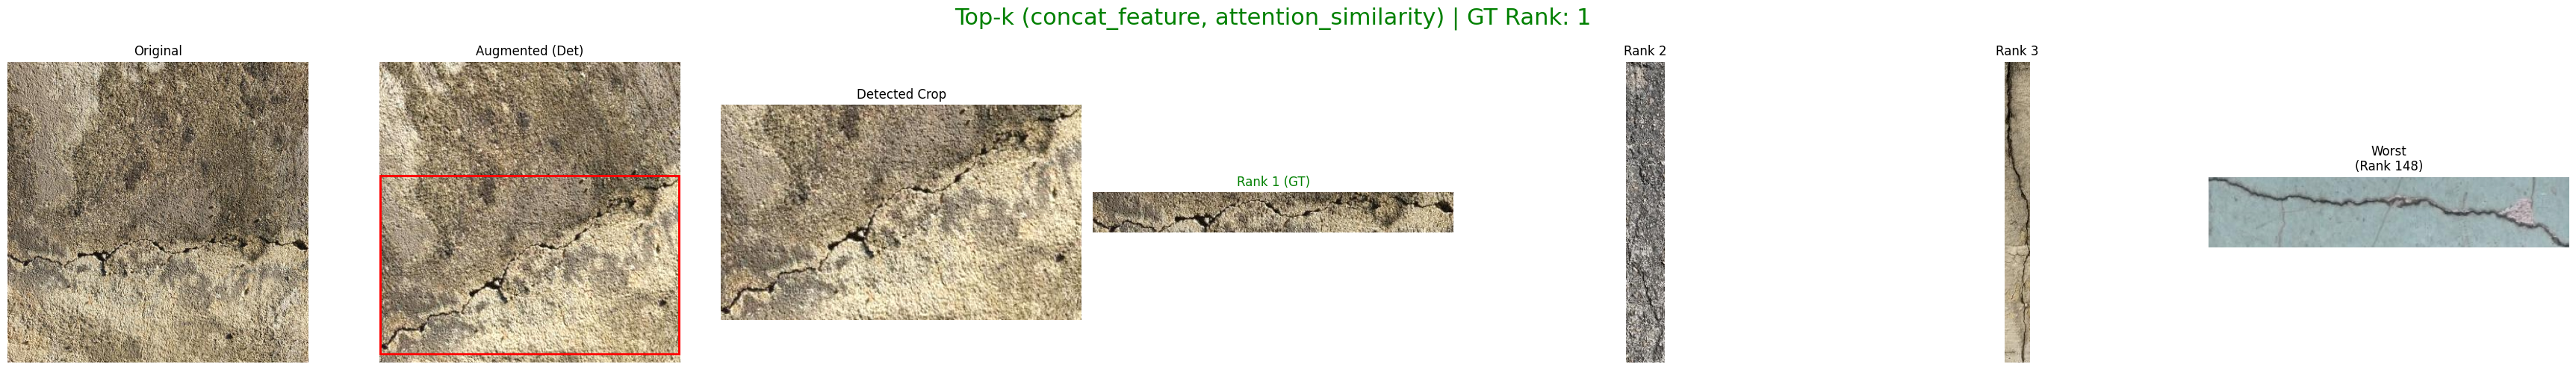 Top-k (concat_feature, attention_similarity) | GT Rank: 1
Original
Augmented (Det)
Detected Crop
Rank 1 (GT)
Rank 2
Rank 3
Worst
(Rank 148)